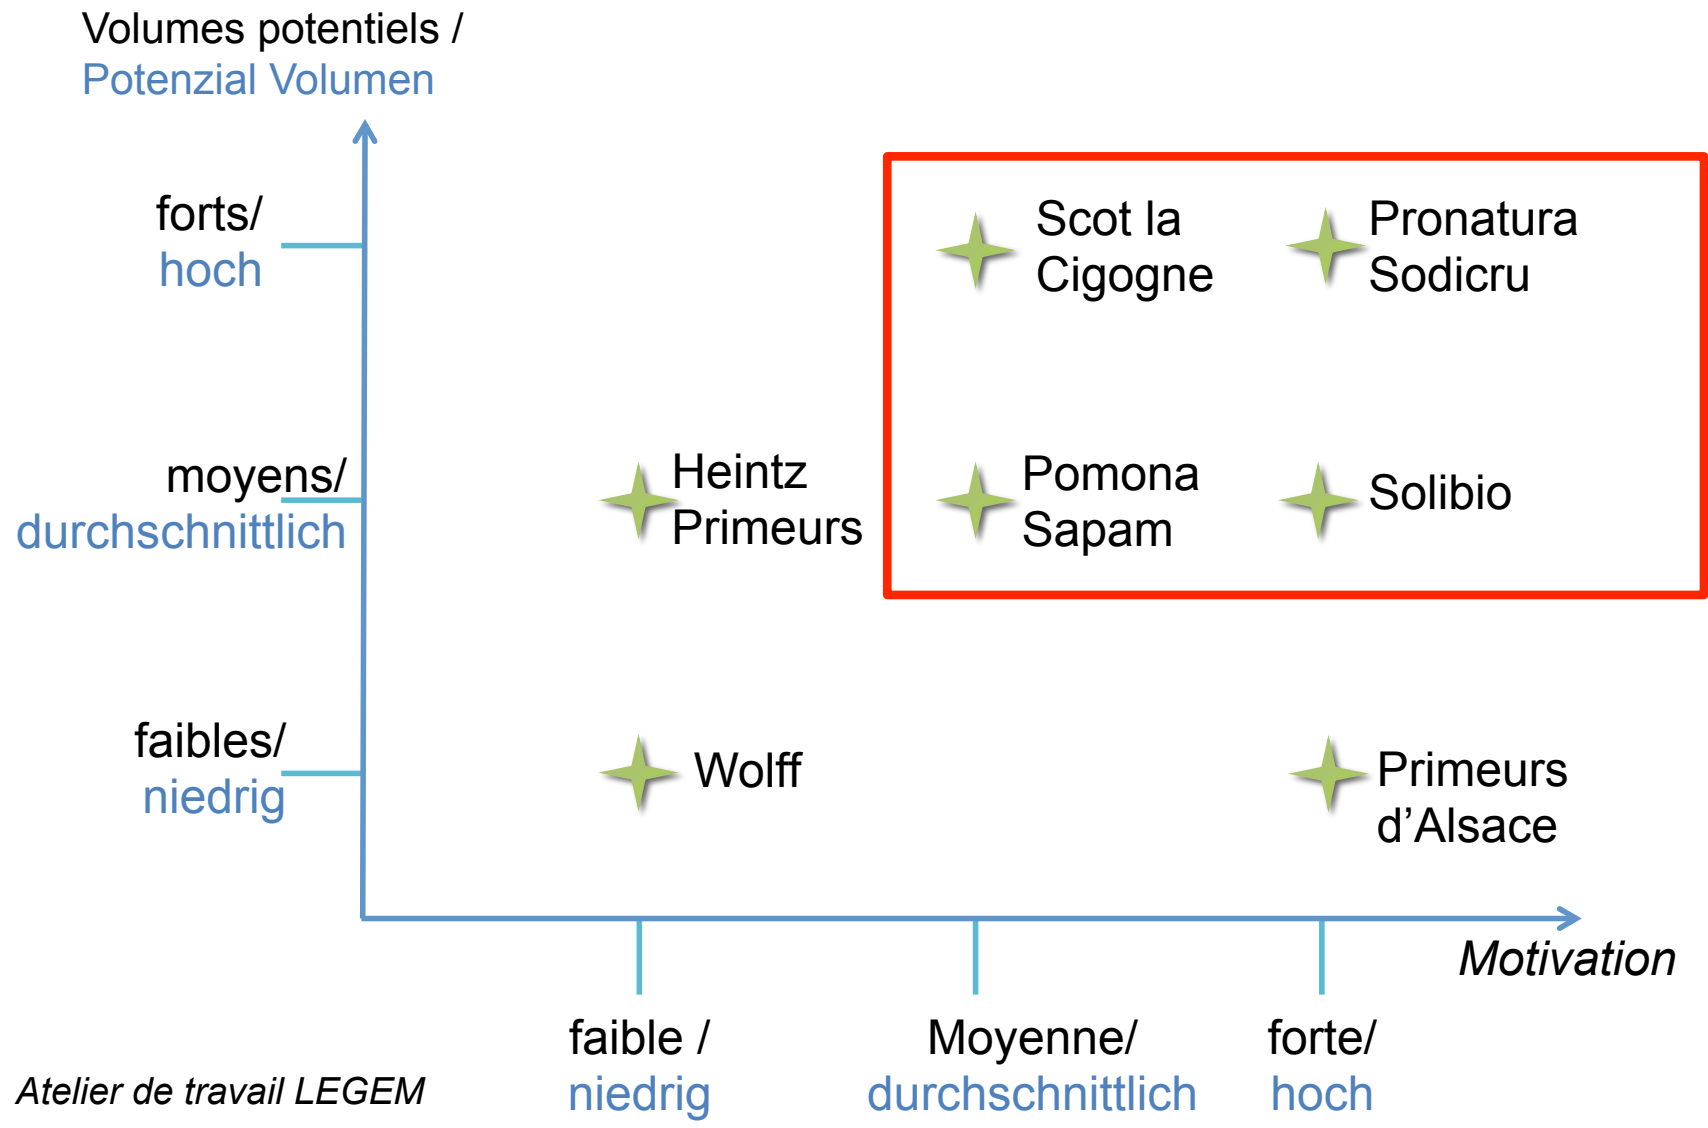 Volumes potentiels /
Potenzial Volumen
forts/
hoch
Scot la
Cigogne
Pronatura
Sodicru
moyens/
durchschnittlich
Heintz
Primeurs
Pomona
Sapam
Solibio
faibles/
niedrig
Wolff
Primeurs
d’Alsace
Motivation
faible /
niedrig
Moyenne/
durchschnittlich
forte/
hoch
Atelier de travail LEGEM